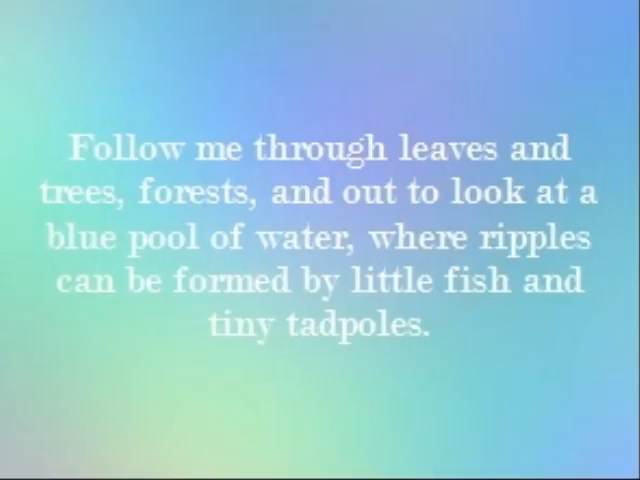 Follow me through leaves and
trees, forests, and out to look at a
blue pool of water, where ripples
can be formed by little fish and
tiny tadpoles.